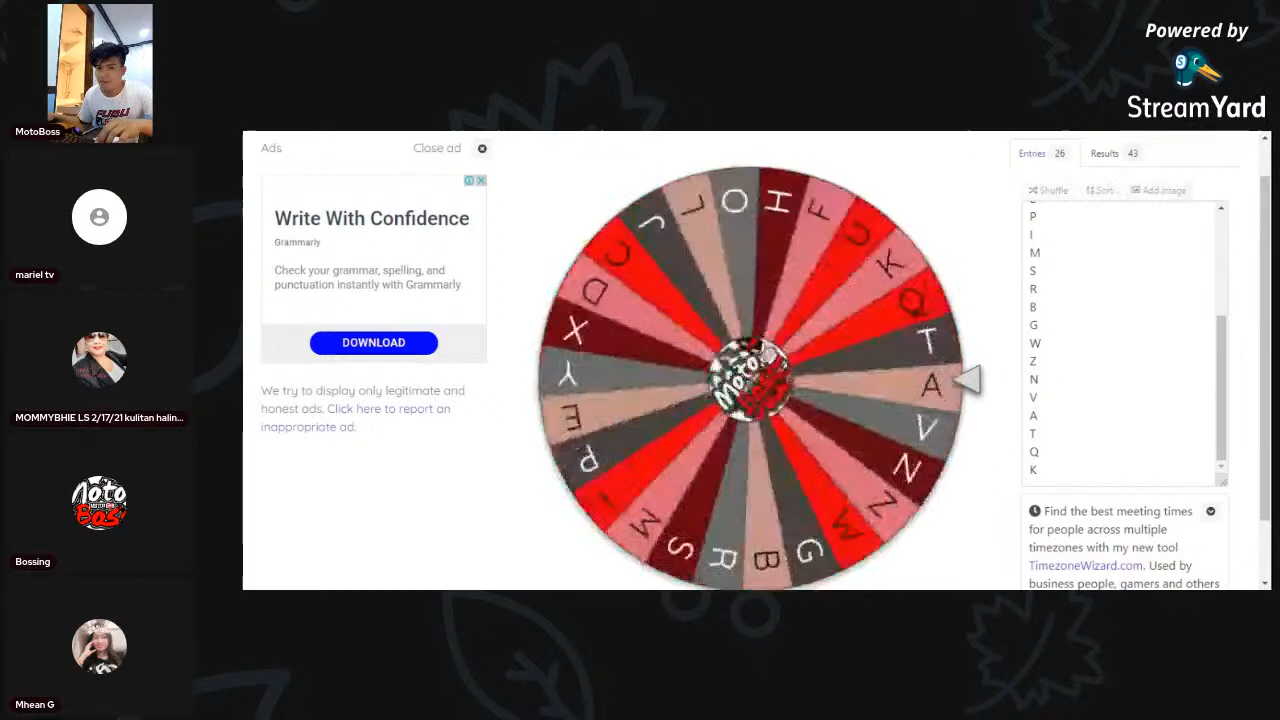 MotoBoss
mariel tv
MOMMYBHIE LS 2/17/21 kulitan halin...
Bossing
Mhean G
Powered by
StreamYard
Ads
Close ad
Write With Confidence
Grammarly
Check your grammar, spelling, and
punctuation instantly with Grammarly
DOWNLOAD
We try to display only legitimate and
honest ads. Click here to report an
inappropriate ad.
O
H
F
U
K
Q
T
A
V
N
Z
W
G
B
R
S
M
I
P
E
Y
X
D
C
J
L
Entries 26
Results 43
Shuffle
Sort
Add image
P
I
M
S
R
B
G
W
Z
N
V
A
T
Q
K
Find the best meeting times
for people across multiple
timezones with my new tool
TimezoneWizard.com. Used by
business people, gamers and others